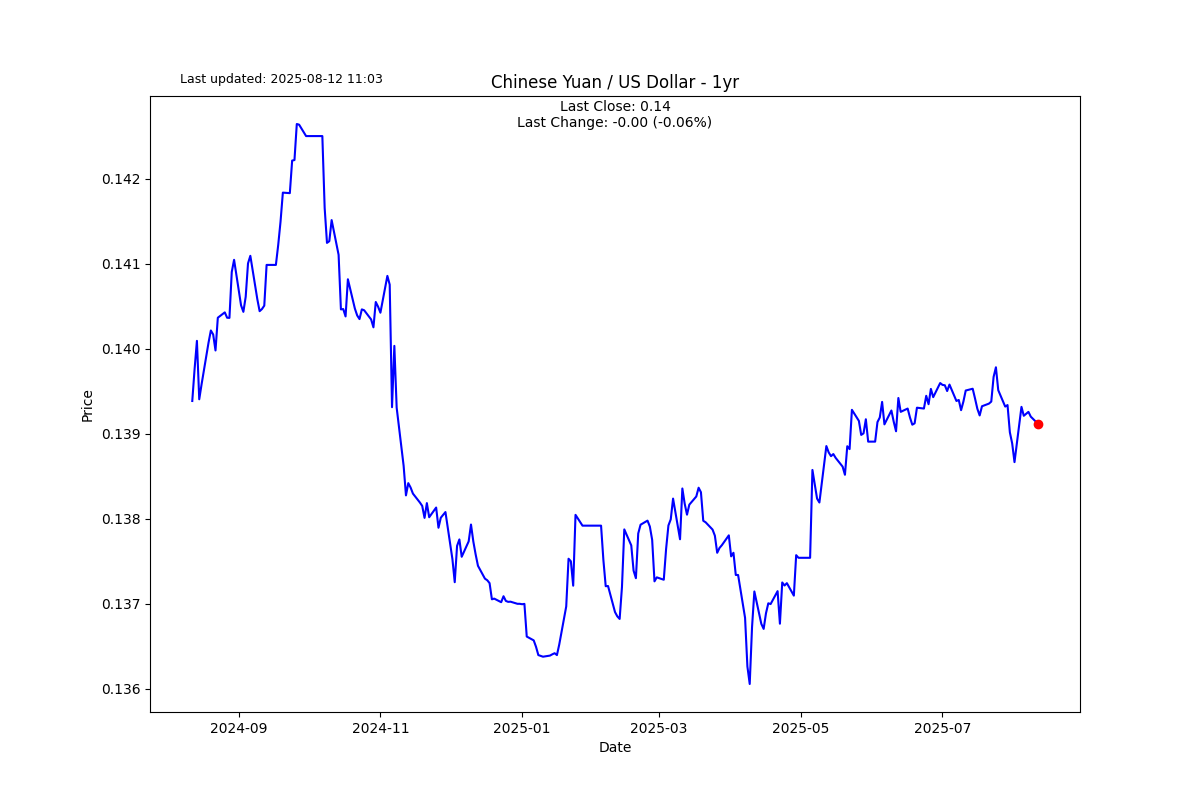 Last updated: 2025-08-12 11:03
Chinese Yuan / US Dollar - 1yr
Last Close: 0.14
Last Change: -0.00 (-0.06%)
0.142
0.141
0.140
0.139
0.138
0.137
0.136
Price
2024-09
2024-11
2025-01
2025-03
2025-05
2025-07
Date